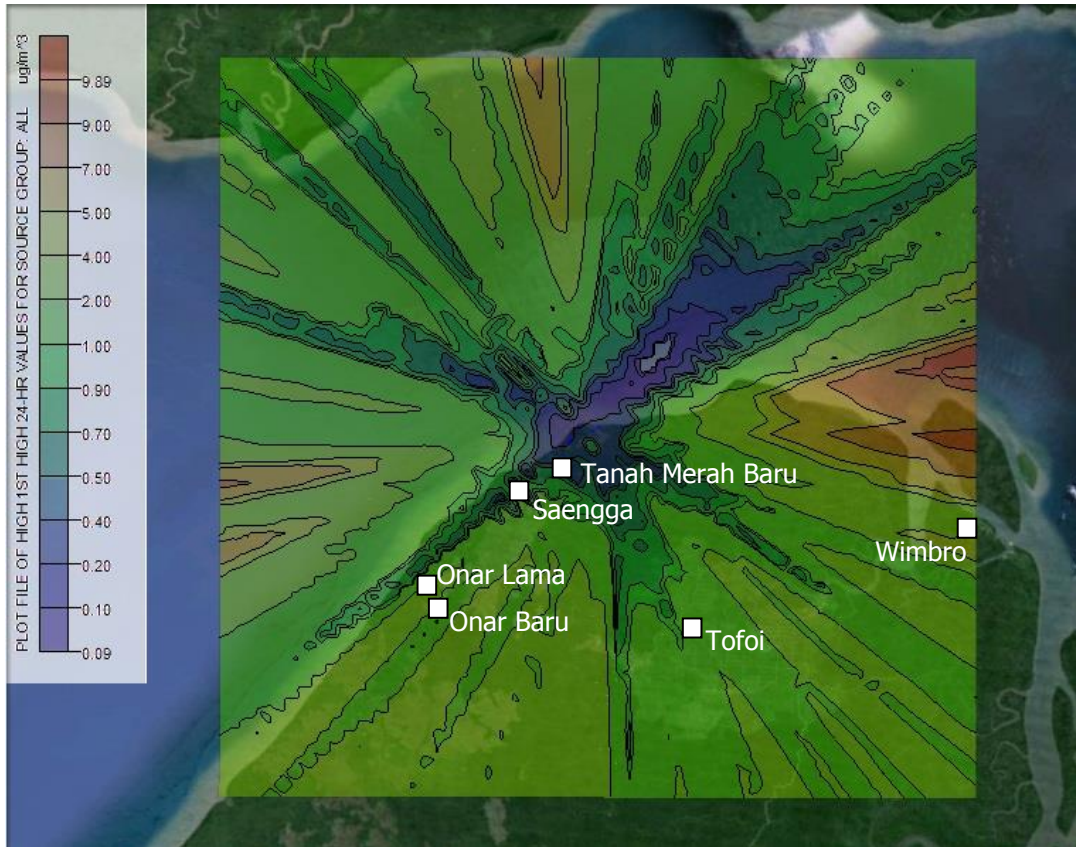 PLOT FILE OF HIGH 1ST HIGH 24-HR VALUES FOR SOURCE GROUP: ALL ug/m^3
9.89
9.00
7.00
5.00
4.00
2.00
1.00
0.90
0.70
0.50
0.40
0.20
0.10
0.09
Tanah Merah Baru
Saengga
Wimbro
Onar Lama
Onar Baru
Tofoi